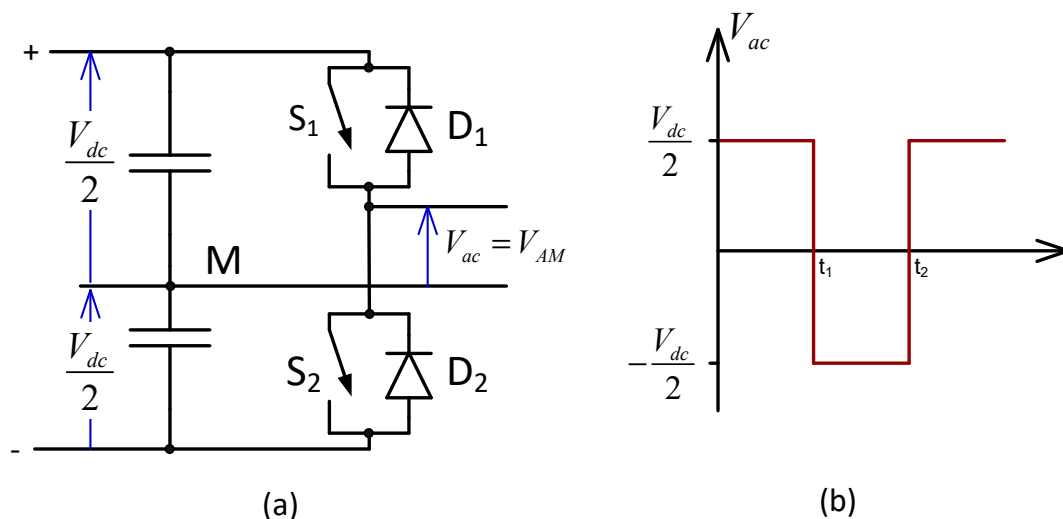 +
V_dc/2
S1
D1
M
V_ac = V_AM
V_dc/2
S2
D2
-
(a)
V_ac
V_dc/2
t1
t2
-V_dc/2
(b)